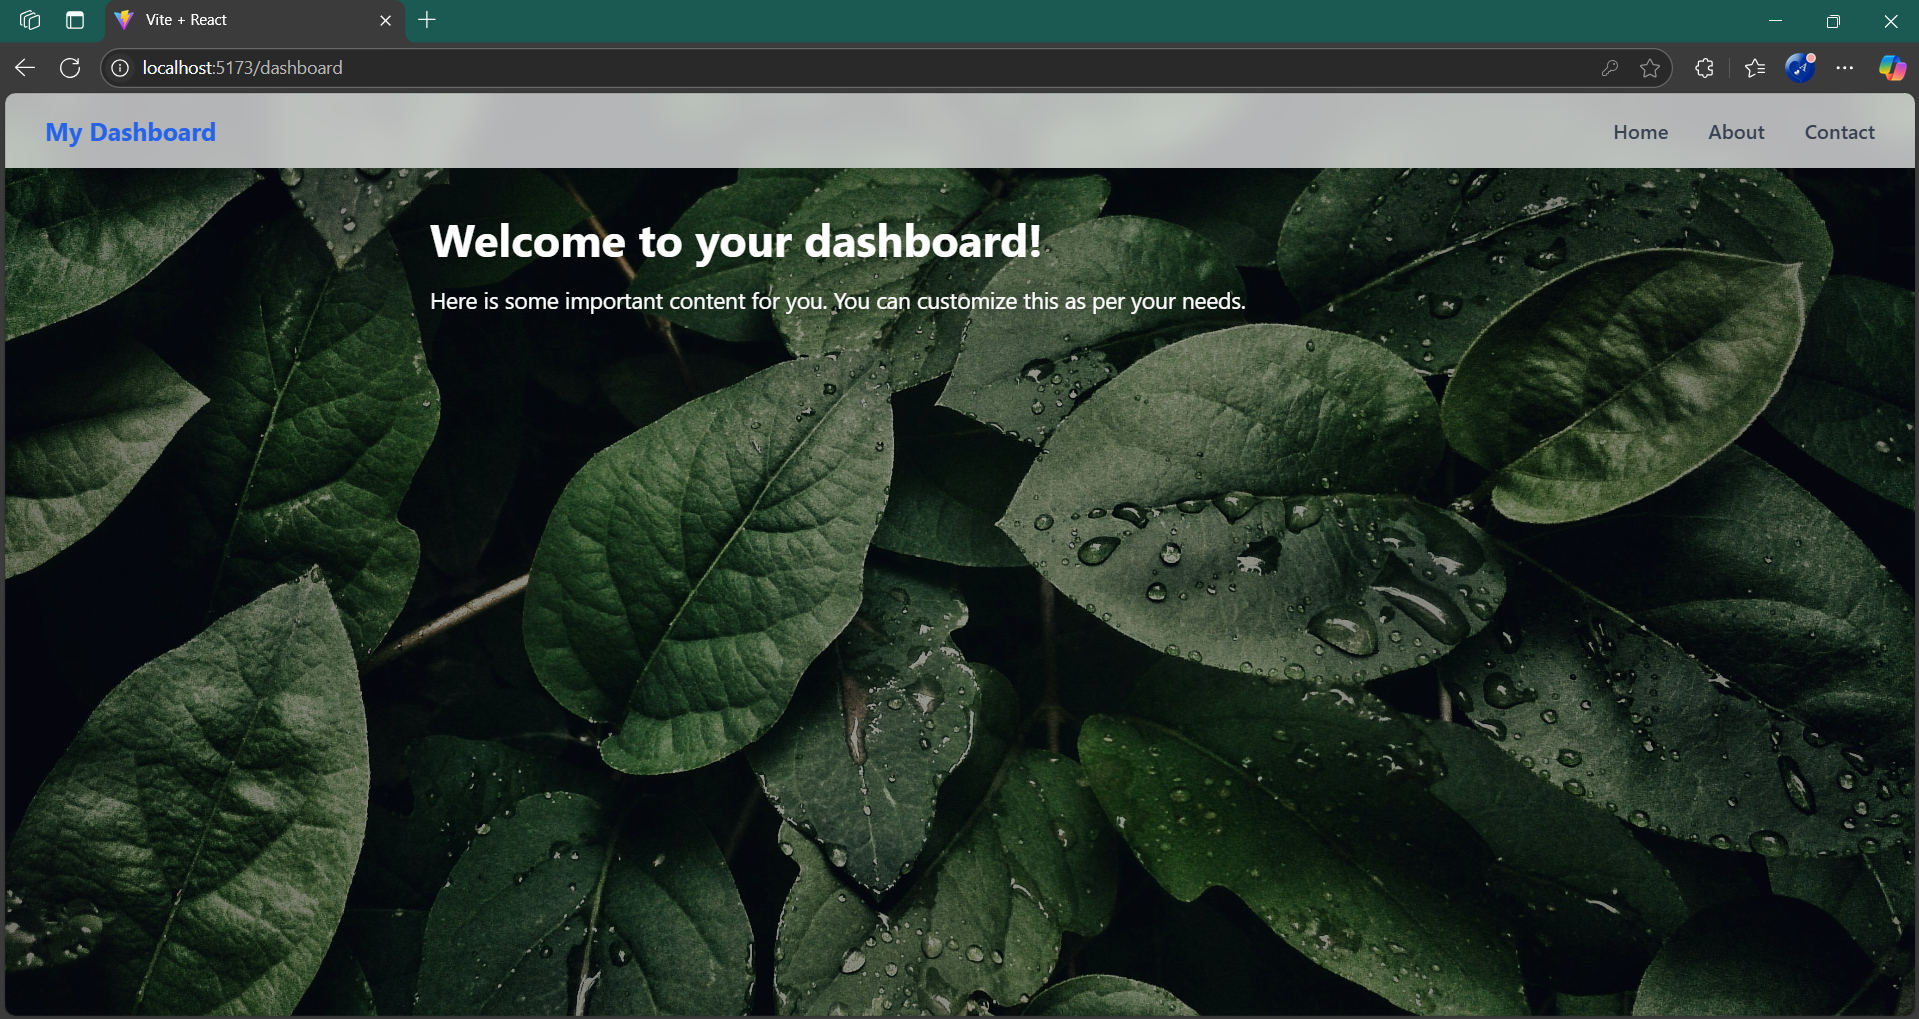 Vite + React
localhost:5173/dashboard
My Dashboard
Home About Contact
Welcome to your dashboard!
Here is some important content for you. You can customize this as per your needs.